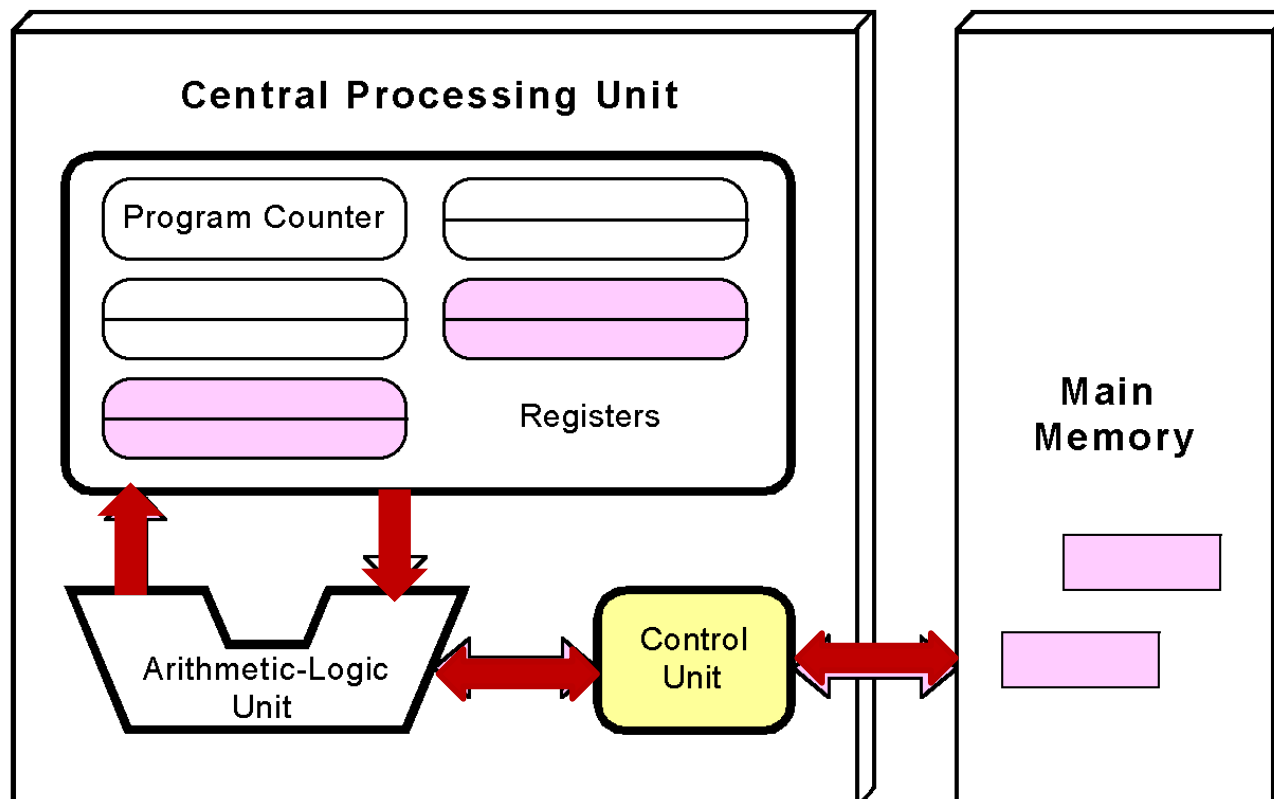 Central Processing Unit
Program Counter
Registers
Main
Memory
Arithmetic-Logic
Unit
Control
Unit